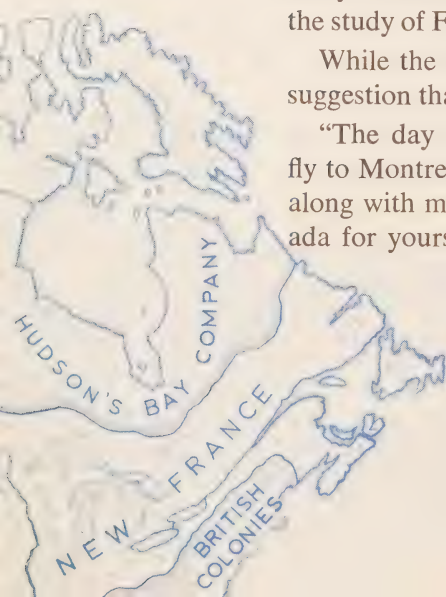 the study of F
While the
suggestion tha
“The day
fly to Montre
along with m
ada for yours
HUDSON'S BAY COMPANY
NEW FRANCE
BRITISH
COLONIES